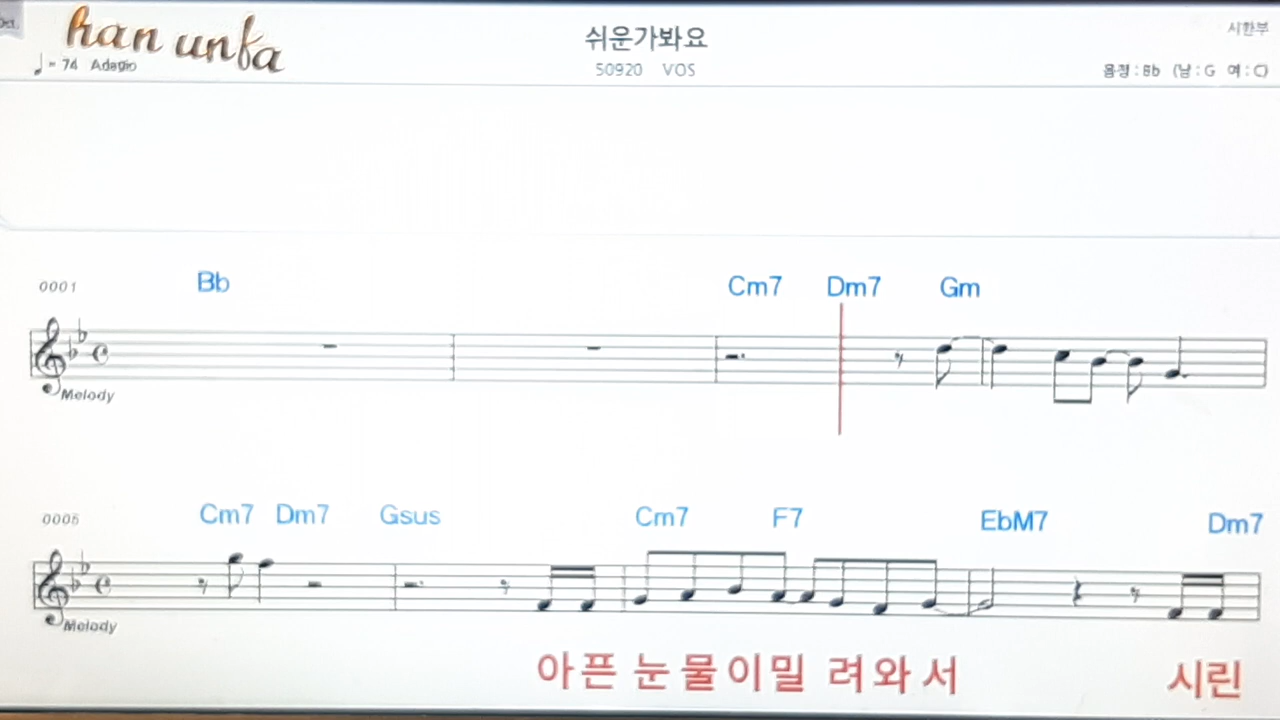 Oct.
han unfa
♩= 74 Adagio
쉬운가봐요
50920 VOS
시한부
음정 : Bb (남 : G 여 : C)
0001 Bb Cm7 Dm7 Gm
Melody
0005 Cm7 Dm7 Gsus Cm7 F7 EbM7 Dm7
Melody
아픈 눈물이밀 려와서 시린